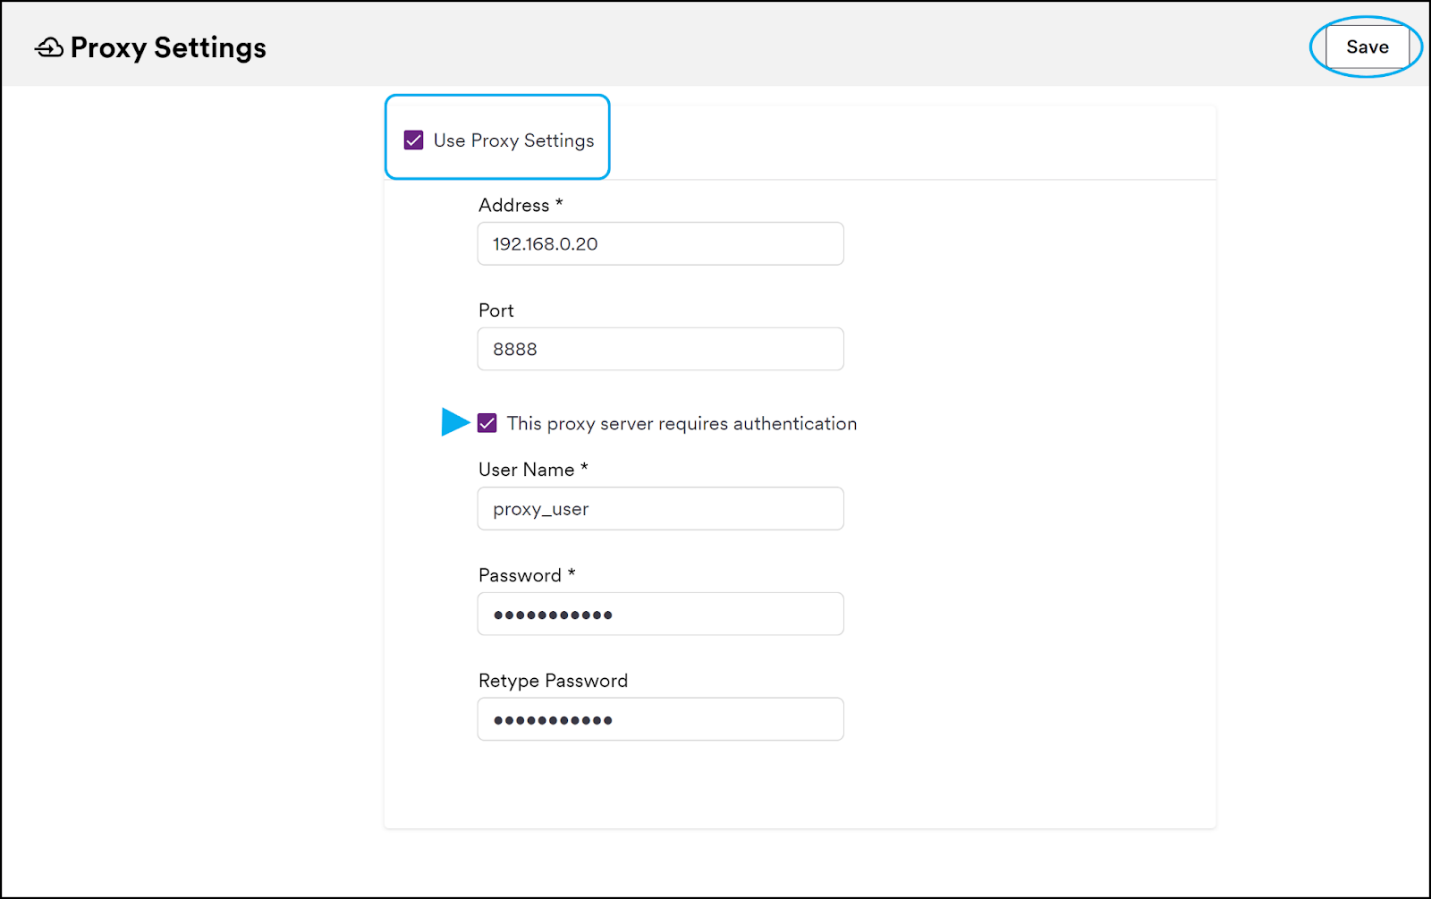 Proxy Settings
Save
Use Proxy Settings
Address *
192.168.0.20
Port
8888
This proxy server requires authentication
User Name *
proxy_user
Password *
●●●●●●●●●●●
Retype Password
●●●●●●●●●●●